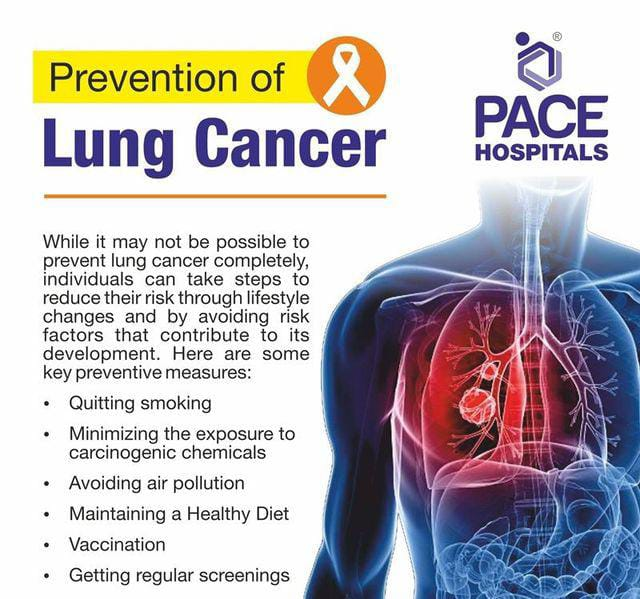 Prevention of
Lung Cancer
®
PACE
HOSPITALS
While it may not be possible to
prevent lung cancer completely,
individuals can take steps to
reduce their risk through lifestyle
changes and by avoiding risk
factors that contribute to its
development. Here are some
key preventive measures:
• Quitting smoking
• Minimizing the exposure to
carcinogenic chemicals
• Avoiding air pollution
• Maintaining a Healthy Diet
• Vaccination
• Getting regular screenings